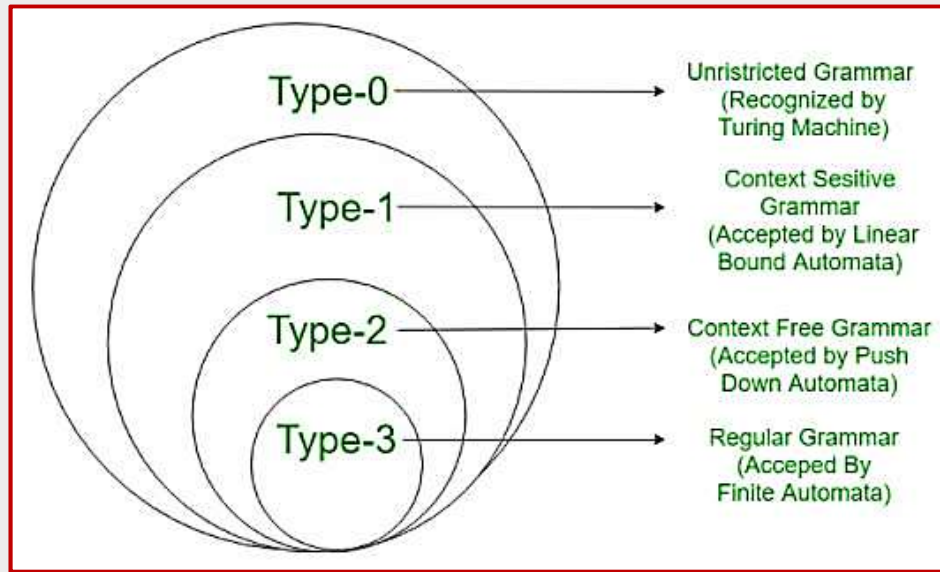 Type-0
Unristricted Grammar
(Recognized by
Turing Machine)
Type-1
Context Sesitive
Grammar
(Accepted by Linear
Bound Automata)
Type-2
Context Free Grammar
(Accepted by Push
Down Automata)
Type-3
Regular Grammar
(Acceped By
Finite Automata)